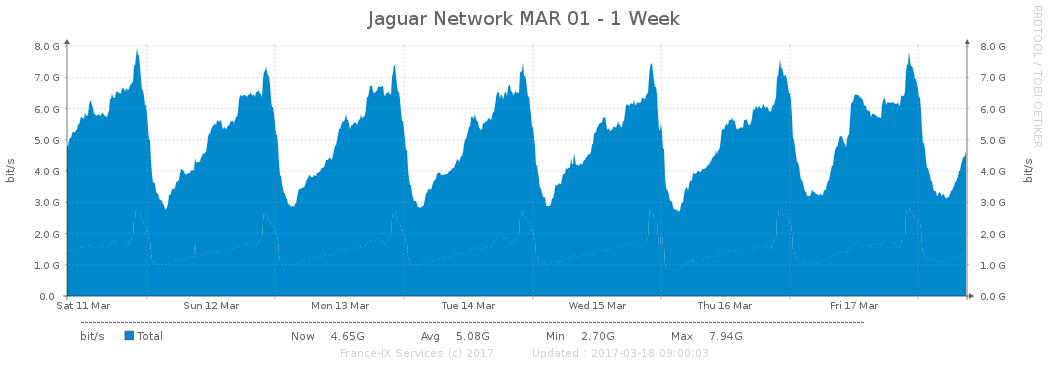 Jaguar Network MAR 01 - 1 Week
RRDTOOL / TOBI OETIKER
bit/s
8.0 G
7.0 G
6.0 G
5.0 G
4.0 G
3.0 G
2.0 G
1.0 G
0.0
8.0 G
7.0 G
6.0 G
5.0 G
4.0 G
3.0 G
2.0 G
1.0 G
0.0 G
bit/s
Sat 11 Mar Sun 12 Mar Mon 13 Mar Tue 14 Mar Wed 15 Mar Thu 16 Mar Fri 17 Mar
bit/s Total Now 4.65G Avg 5.08G Min 2.70G Max 7.94G
France-IX Services (c) 2017 Updated : 2017-03-18 09:00:03